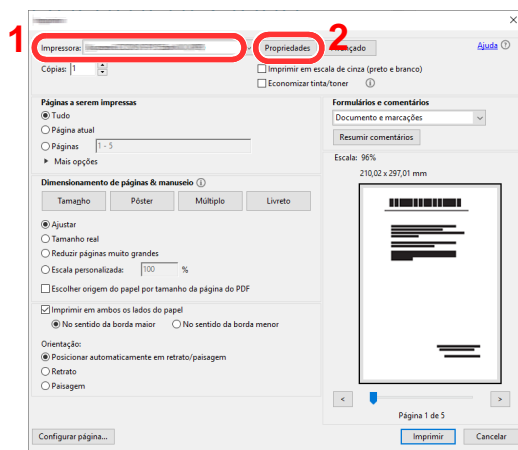 1
2
Impressora:
Propriedades
Avançado
Ajuda
Cópias: 1
Imprimir em escala de cinza (preto e branco)
Economizar tinta/toner
Páginas a serem impressas
Tudo
Página atual
Páginas 1 - 5
Mais opções
Formulários e comentários
Documento e marcações
Resumir comentários
Escala: 96%
210,02 x 297,01 mm
Dimensionamento de páginas & manuseio
Tamanho Pôster Múltiplo Livreto
Ajustar
Tamanho real
Reduzir páginas muito grandes
Escala personalizada: 100 %
Escolher origem do papel por tamanho da página do PDF
Imprimir em ambos os lados do papel
No sentido da borda maior No sentido da borda menor
Orientação:
Posicionar automaticamente em retrato/paisagem
Retrato
Paisagem
< >
Página 1 de 5
Configurar página...
Imprimir Cancelar